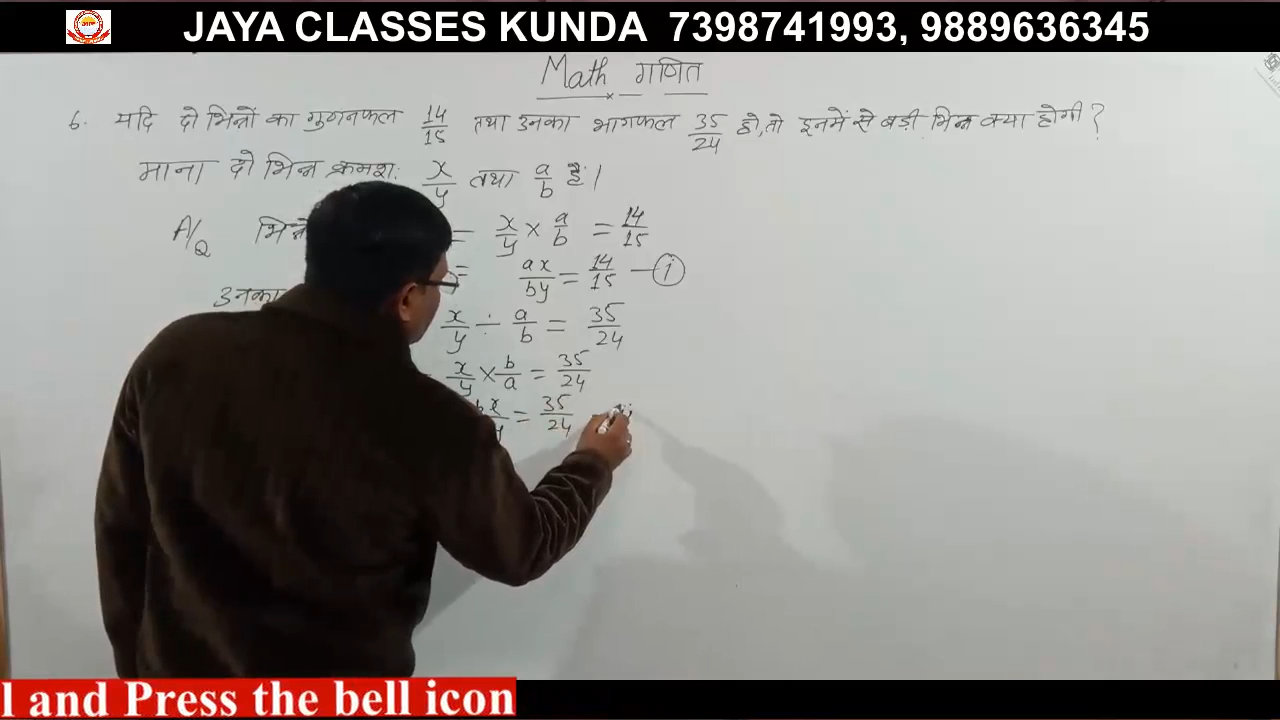 JAYA CLASSES KUNDA 7398741993, 9889636345
Math गणित
6. यदि दो भिन्नों का गुणनफल 14/15 तथा उनका भागफल 35/24 हो, तो इनमें से बड़ी भिन्न क्या होगी?
माना दो भिन्न क्रमशः x/y तथा a/b हैं।
A/Q = x/y × a/b = 14/15
= ax/by = 14/15 — (i)
उनका
x/y ÷ a/b = 35/24
x/y × b/a = 35/24
bx = 35/24
l and Press the bell icon